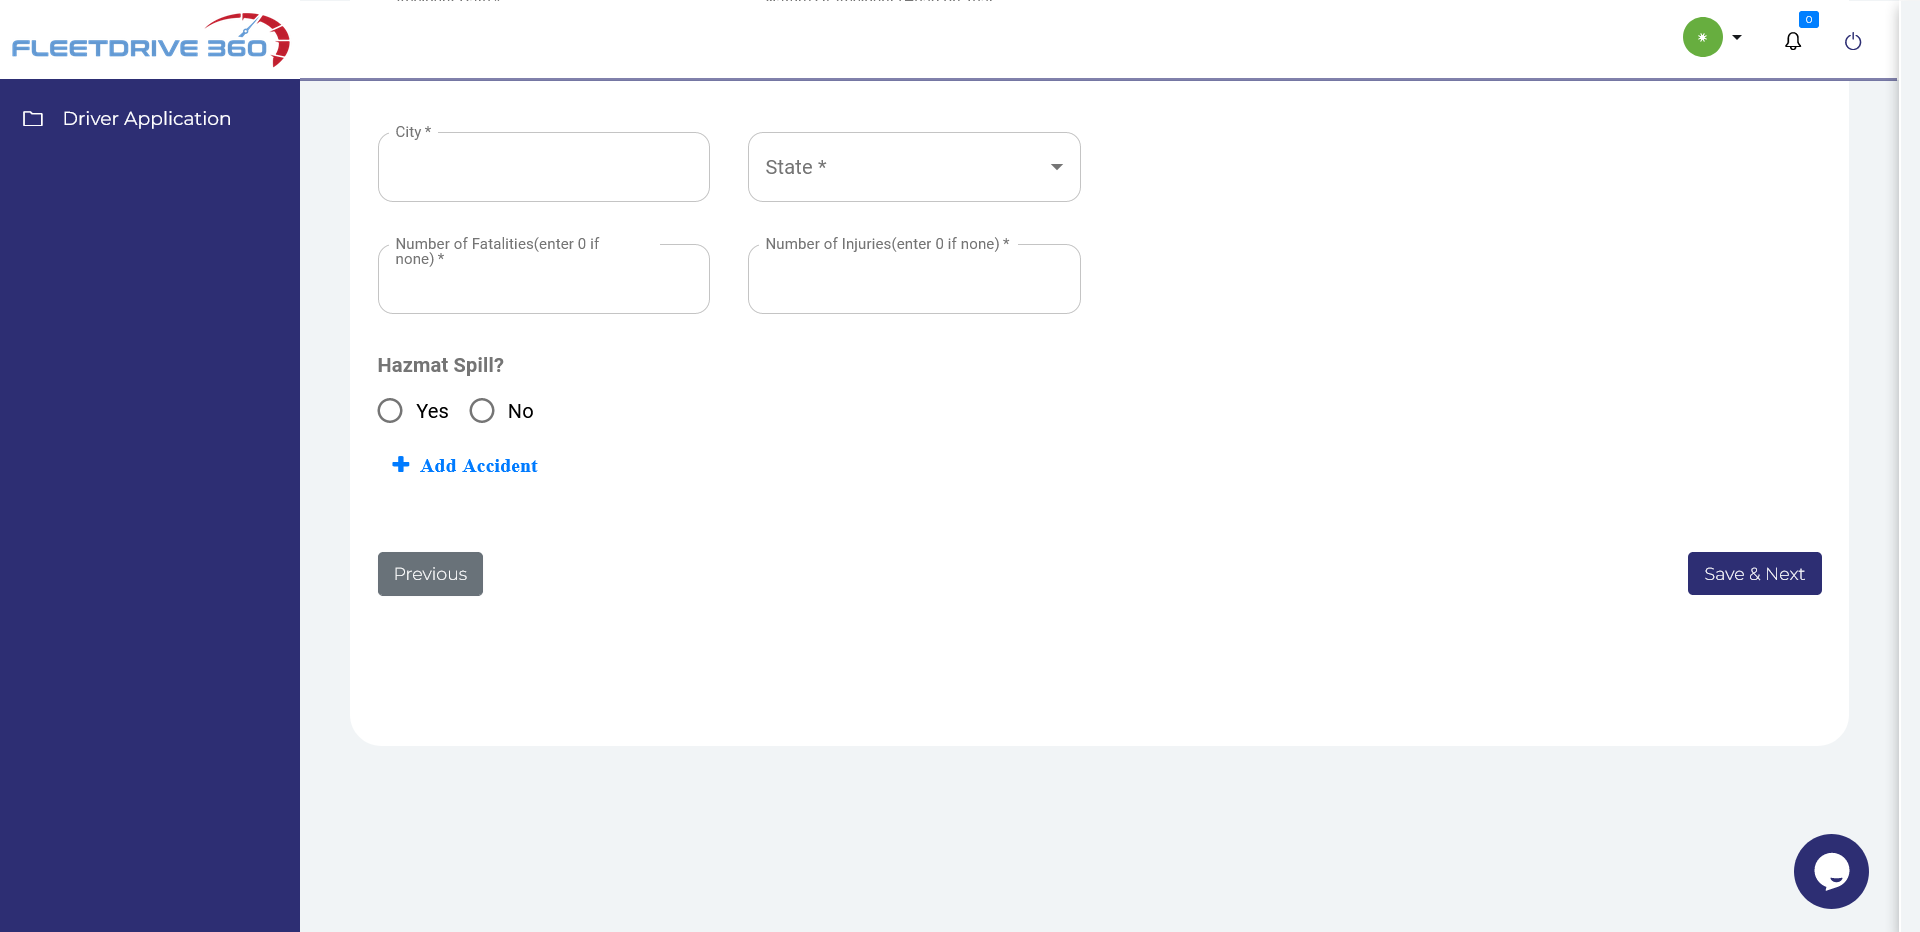 FLEETDRIVE 360
0
Driver Application
City *
State *
Number of Fatalities(enter 0 if
none) *
Number of Injuries(enter 0 if none) *
Hazmat Spill?
Yes
No
Add Accident
Previous
Save & Next